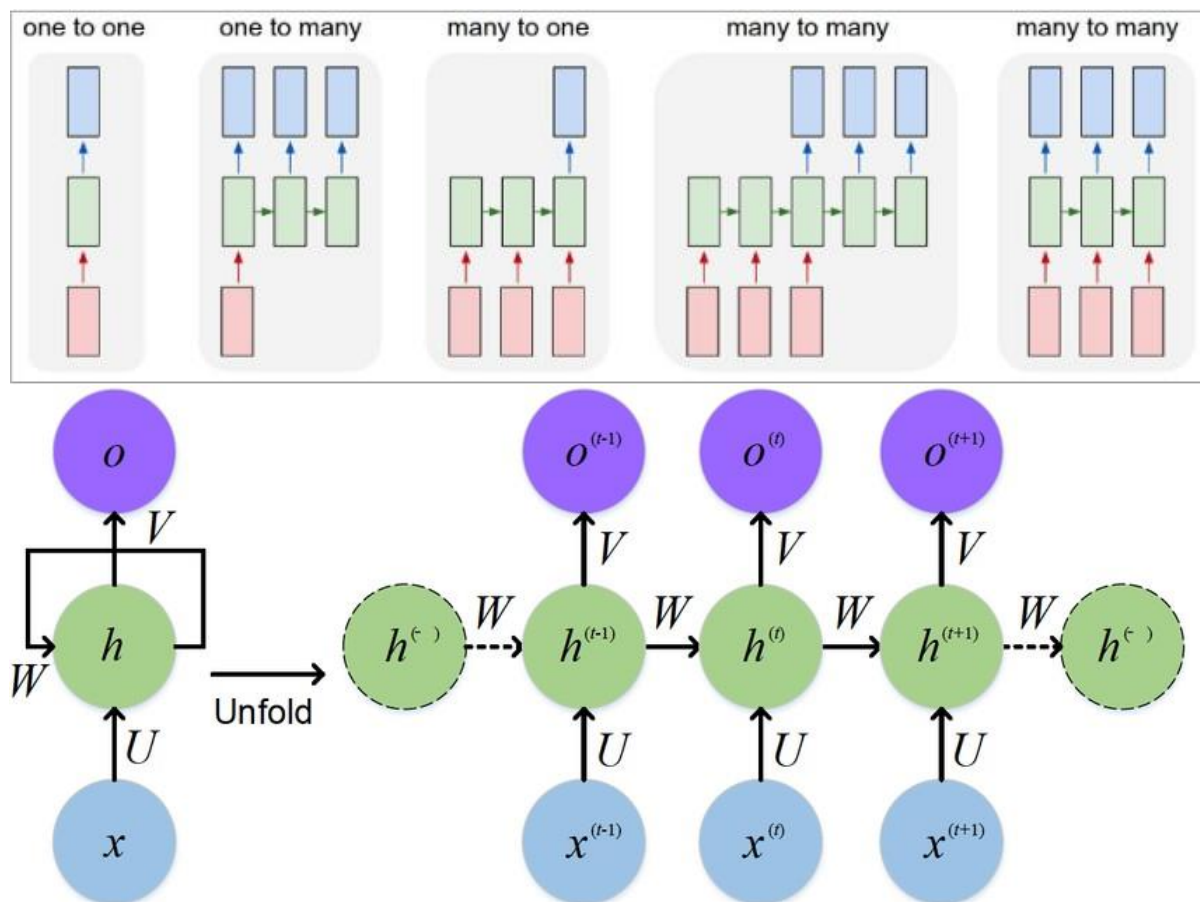 one to one one to many many to one many to many many to many
o o(t-1) o(t) o(t+1)
V V V V
W W W W
h h(- ) h(t-1) h(t) h(t+1) h(- )
W
Unfold
U U U U
x x(t-1) x(t) x(t+1)